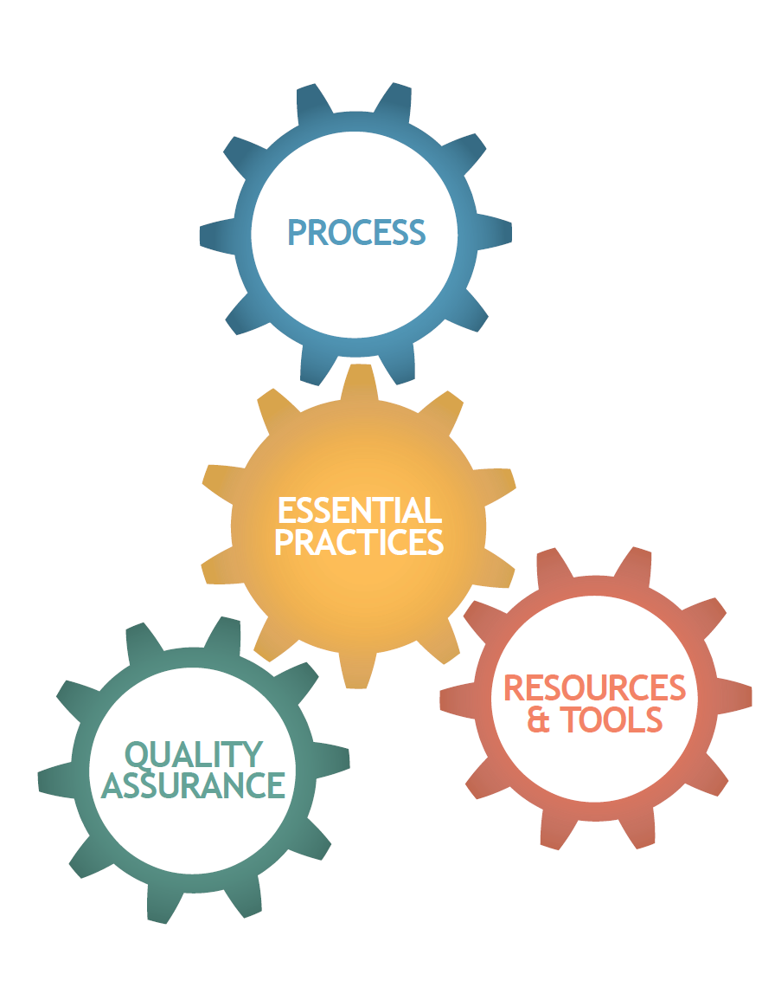 PROCESS
ESSENTIAL
PRACTICES
RESOURCES
& TOOLS
QUALITY
ASSURANCE